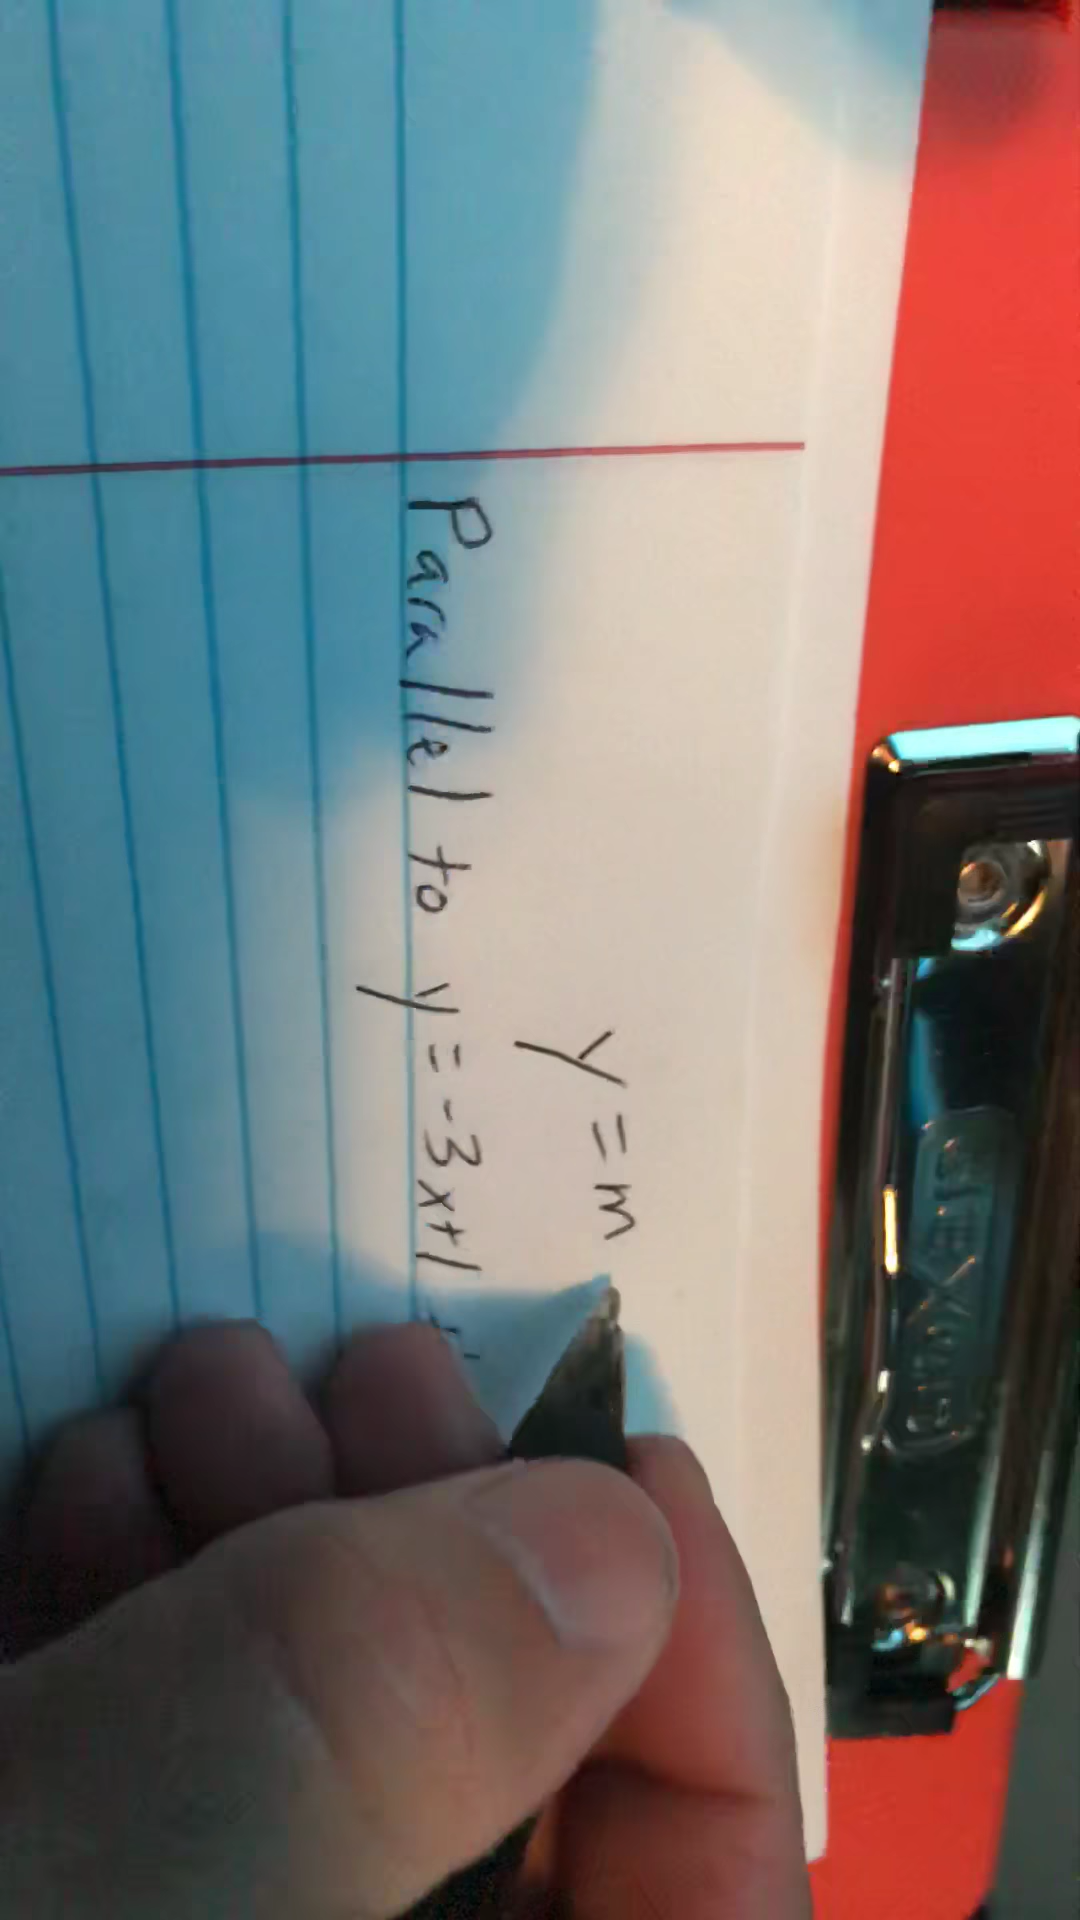 y = m
Parallel to y = -3x+1